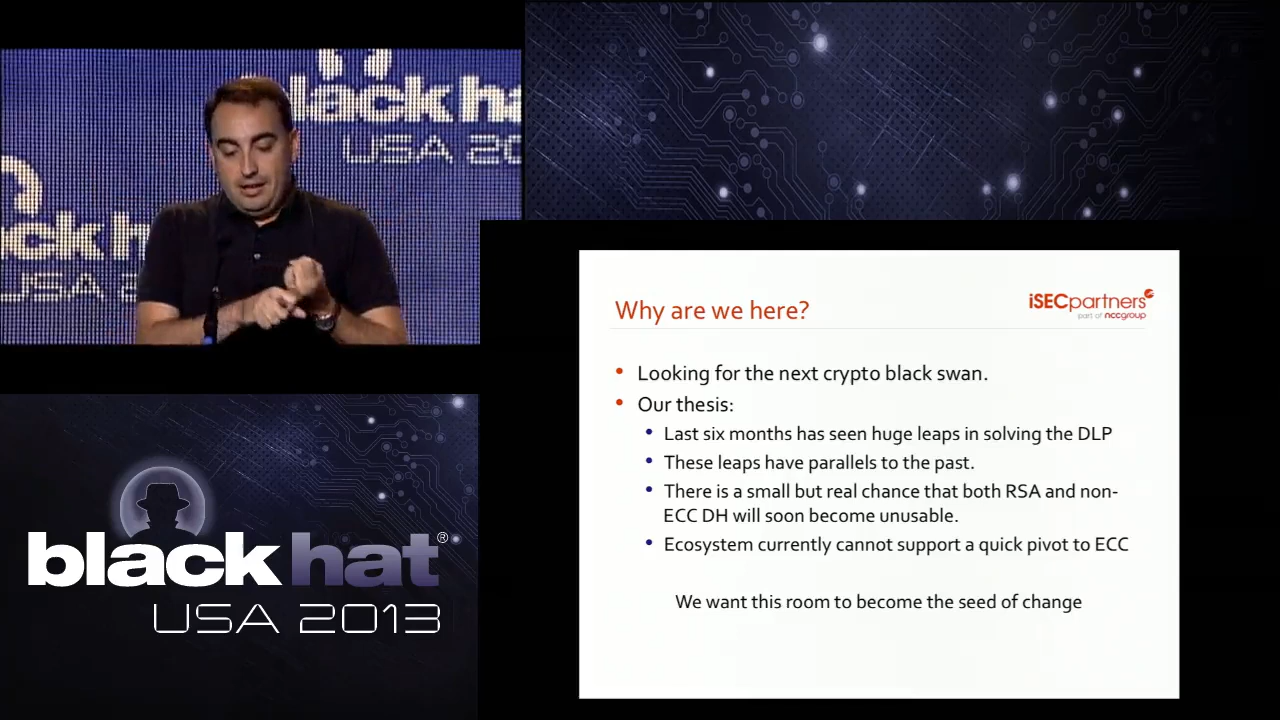 black ha
USA 20
ck h
USA 2
Why are we here?
iSECpartners
part of nccgroup
• Looking for the next crypto black swan.
• Our thesis:
• Last six months has seen huge leaps in solving the DLP
• These leaps have parallels to the past.
• There is a small but real chance that both RSA and non-
ECC DH will soon become unusable.
• Ecosystem currently cannot support a quick pivot to ECC
We want this room to become the seed of change
black hat®
USA 2013